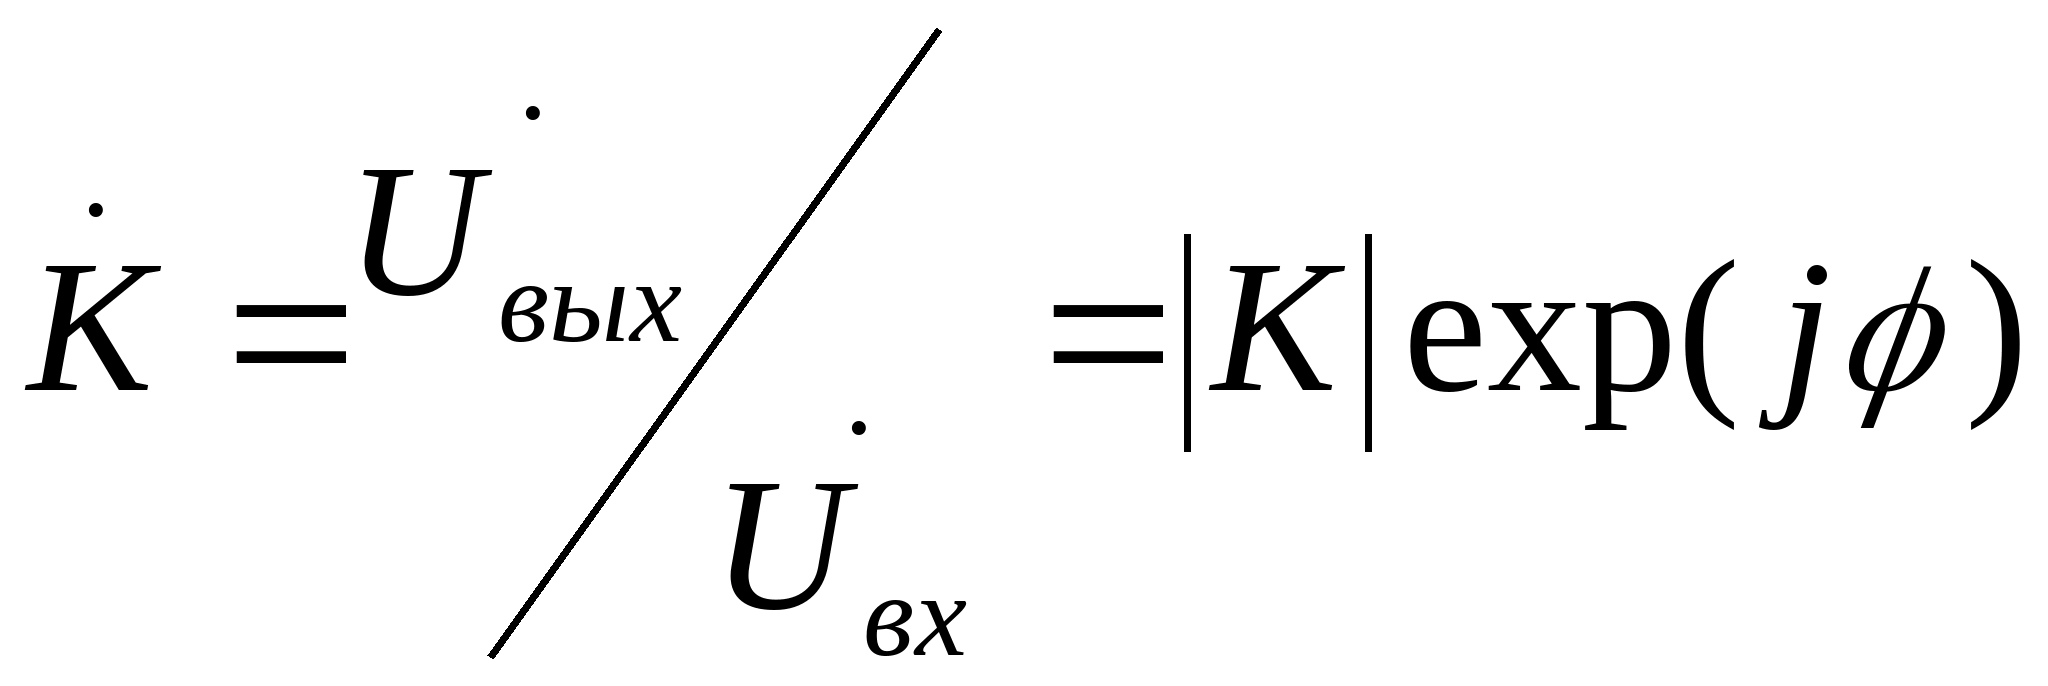 K̇ = U̇вых / U̇вх = |K| exp( jϕ)